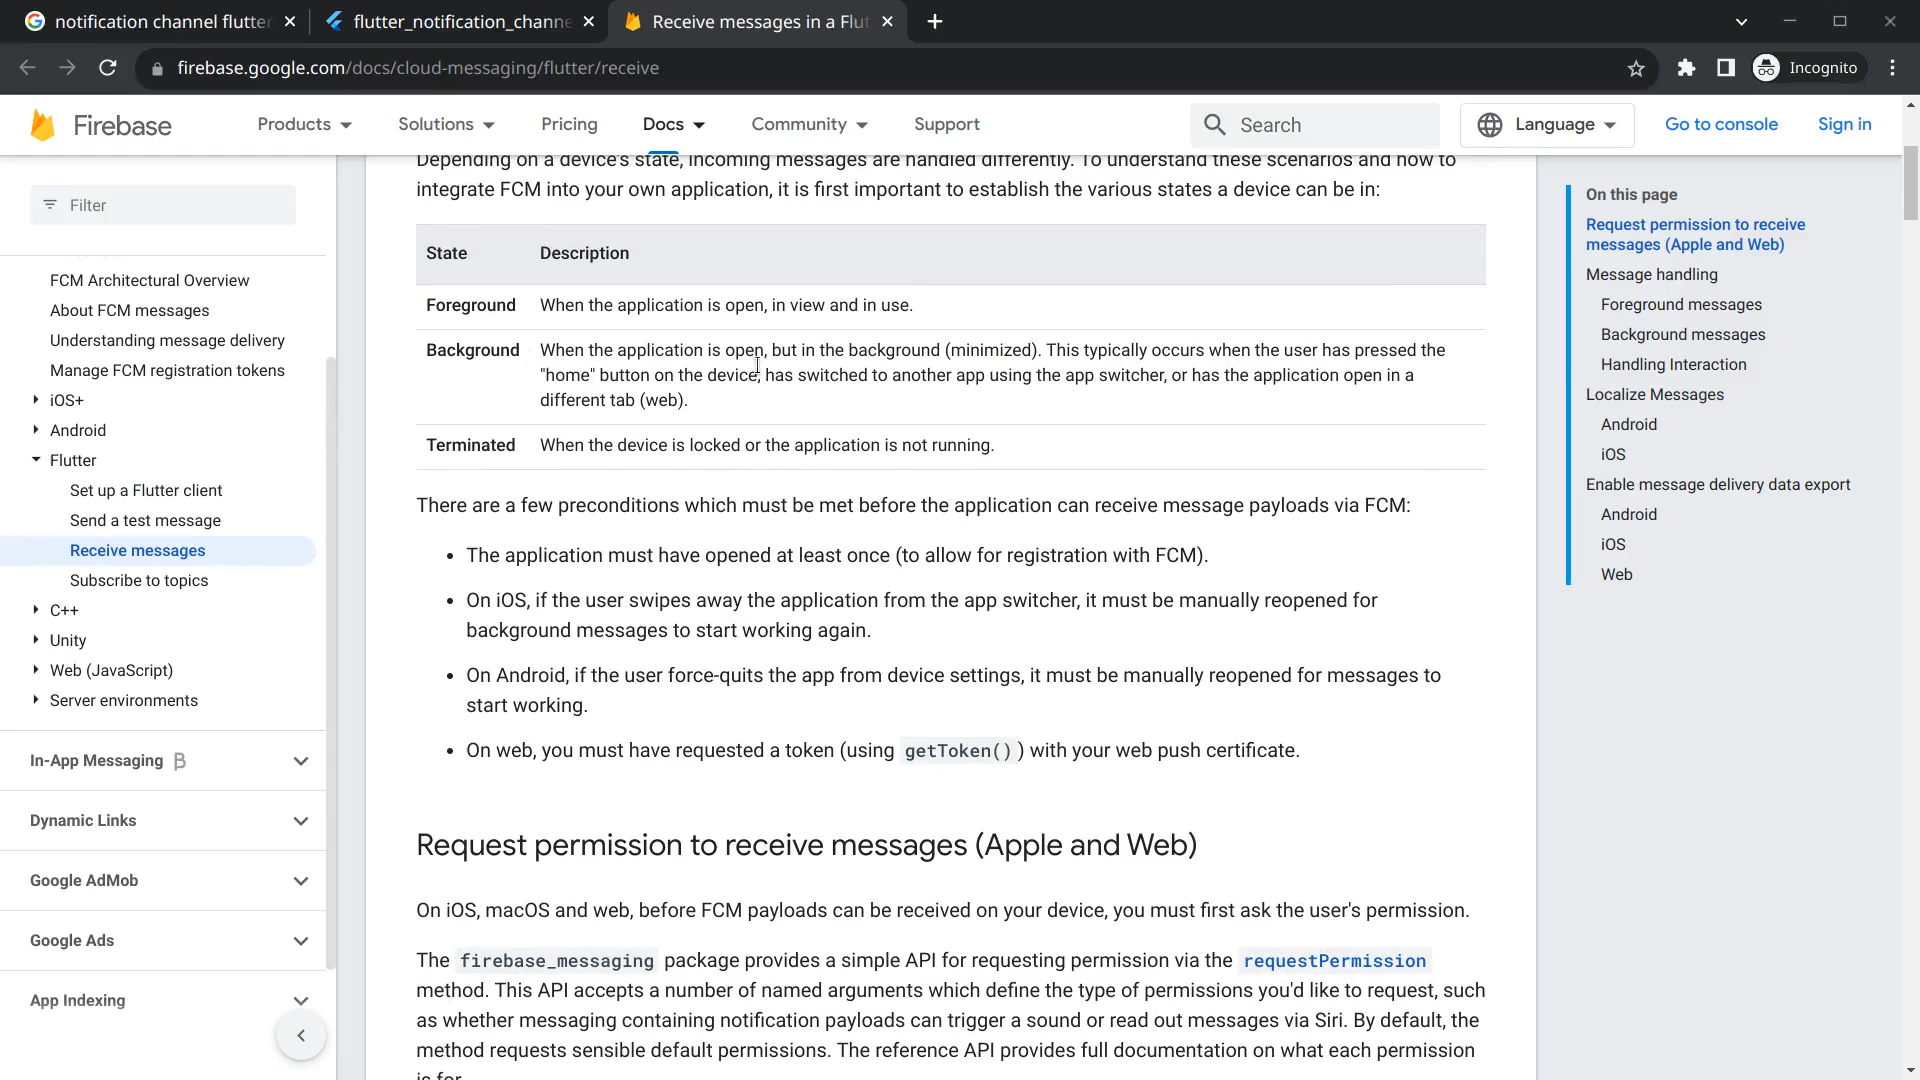 notification channel flutter
flutter_notification_channe
Receive messages in a Flut
firebase.google.com/docs/cloud-messaging/flutter/receive
Incognito
Firebase
Products
Solutions
Pricing
Docs
Community
Support
Search
Language
Go to console
Sign in
Filter
FCM Architectural Overview
About FCM messages
Understanding message delivery
Manage FCM registration tokens
iOS+
Android
Flutter
Set up a Flutter client
Send a test message
Receive messages
Subscribe to topics
C++
Unity
Web (JavaScript)
Server environments
In-App Messaging β
Dynamic Links
Google AdMob
Google Ads
App Indexing
Depending on a device's state, incoming messages are handled differently. To understand these scenarios and how to
integrate FCM into your own application, it is first important to establish the various states a device can be in:
State Description
Foreground When the application is open, in view and in use.
Background When the application is open, but in the background (minimized). This typically occurs when the user has pressed the
"home" button on the device, has switched to another app using the app switcher, or has the application open in a
different tab (web).
Terminated When the device is locked or the application is not running.
There are a few preconditions which must be met before the application can receive message payloads via FCM:
• The application must have opened at least once (to allow for registration with FCM).
• On iOS, if the user swipes away the application from the app switcher, it must be manually reopened for
background messages to start working again.
• On Android, if the user force-quits the app from device settings, it must be manually reopened for messages to
start working.
• On web, you must have requested a token (using getToken()) with your web push certificate.
Request permission to receive messages (Apple and Web)
On iOS, macOS and web, before FCM payloads can be received on your device, you must first ask the user's permission.
The firebase_messaging package provides a simple API for requesting permission via the requestPermission
method. This API accepts a number of named arguments which define the type of permissions you'd like to request, such
as whether messaging containing notification payloads can trigger a sound or read out messages via Siri. By default, the
method requests sensible default permissions. The reference API provides full documentation on what each permission
is for.
On this page
Request permission to receive
messages (Apple and Web)
Message handling
Foreground messages
Background messages
Handling Interaction
Localize Messages
Android
iOS
Enable message delivery data export
Android
iOS
Web